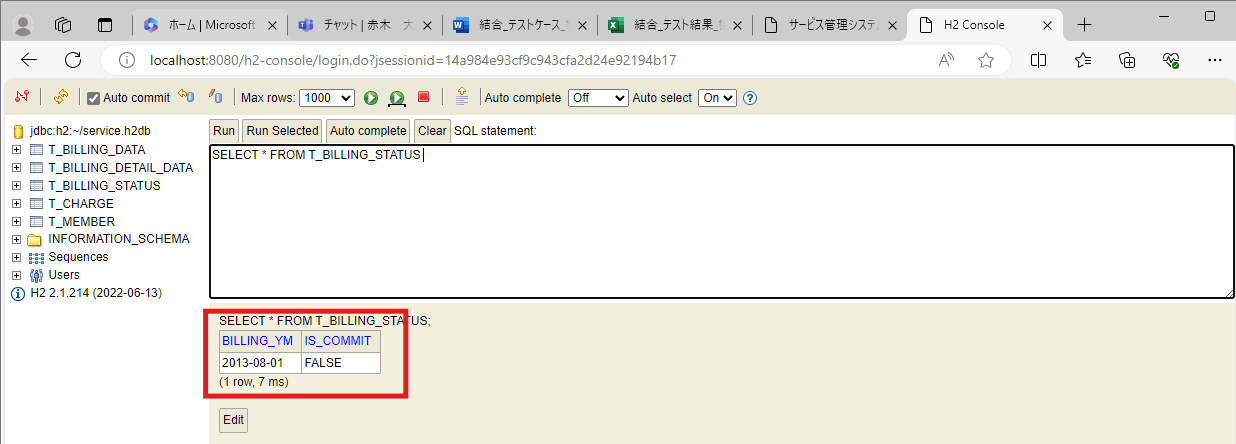 ホーム | Microsoft
チャット | 赤木 大
結合_テストケース_
結合_テスト結果_
サービス管理システム
H2 Console
localhost:8080/h2-console/login.do?jsessionid=14a984e93cf9c943cfa2d24e92194b17
Auto commit
Max rows:
1000
Auto complete
Off
Auto select
On
jdbc:h2:~/service.h2db
T_BILLING_DATA
T_BILLING_DETAIL_DATA
T_BILLING_STATUS
T_CHARGE
T_MEMBER
INFORMATION_SCHEMA
Sequences
Users
H2 2.1.214 (2022-06-13)
Run
Run Selected
Auto complete
Clear
SQL statement:
SELECT * FROM T_BILLING_STATUS
SELECT * FROM T_BILLING_STATUS;
BILLING_YM IS_COMMIT
2013-08-01 FALSE
(1 row, 7 ms)
Edit